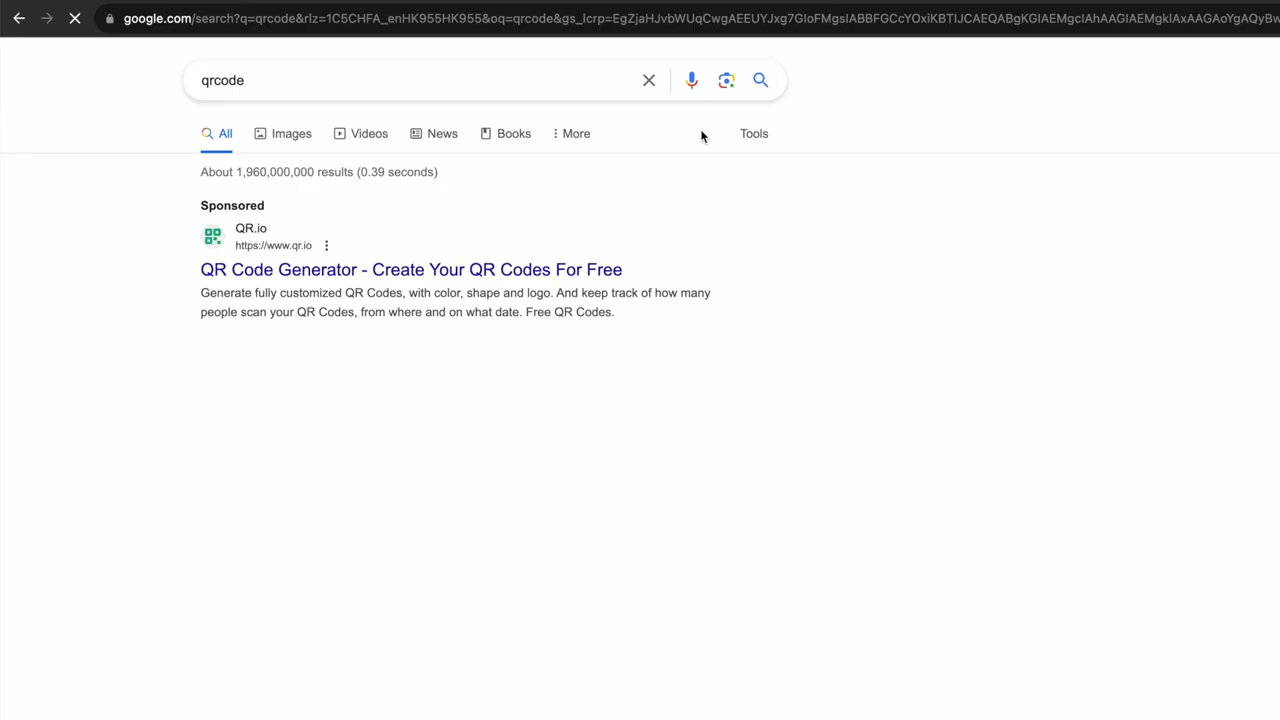 google.com/search?q=qrcode&rlz=1C5CHFA_enHK955HK955&oq=qrcode&gs_lcrp=
qrcode
All Images Videos News Books More Tools
About 1,960,000,000 results (0.39 seconds)
Sponsored
QR.io
https://www.qr.io
QR Code Generator - Create Your QR Codes For Free
Generate fully customized QR Codes, with color, shape and logo. And keep track of how many
people scan your QR Codes, from where and on what date. Free QR Codes.